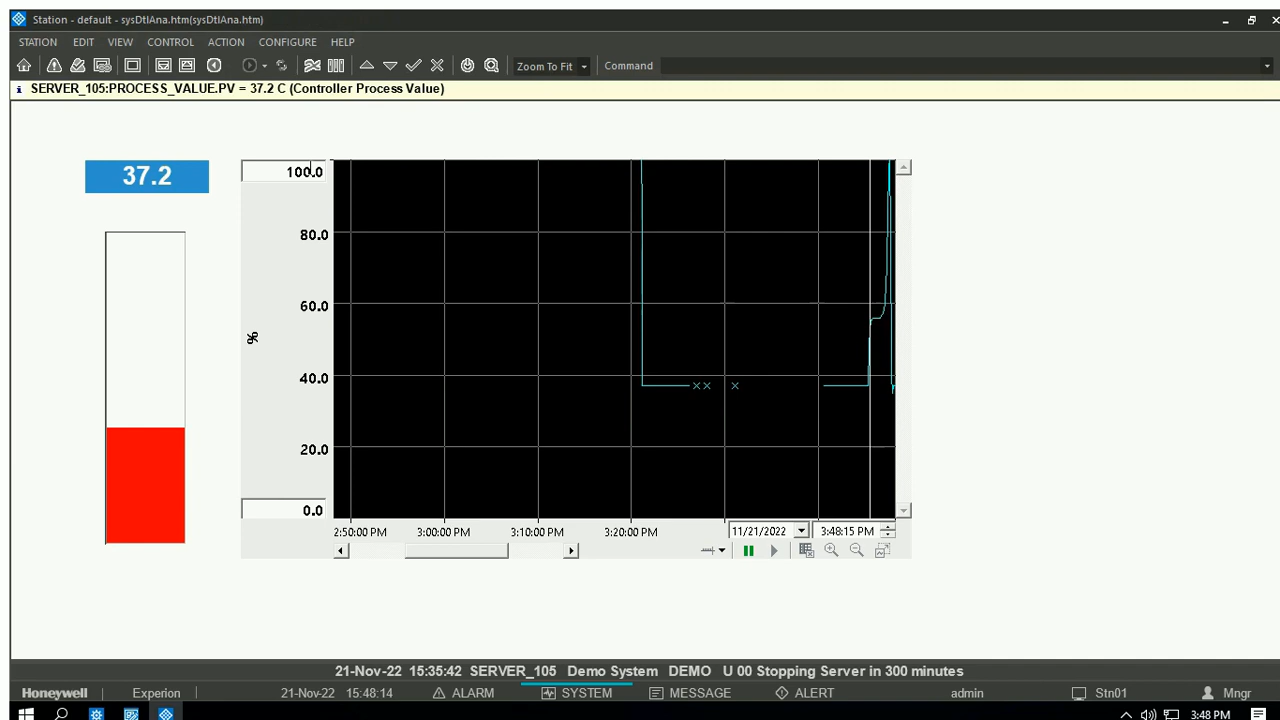 Station - default - sysDtlAna.htm(sysDtlAna.htm)
STATION EDIT VIEW CONTROL ACTION CONFIGURE HELP
Zoom To Fit Command
SERVER_105:PROCESS_VALUE.PV = 37.2 C (Controller Process Value)
37.2
100.0
80.0
60.0
%
40.0
20.0
0.0
2:50:00 PM 3:00:00 PM 3:10:00 PM 3:20:00 PM 11/21/2022 3:48:15 PM
21-Nov-22 15:35:42 SERVER_105 Demo System DEMO U 00 Stopping Server in 300 minutes
Honeywell Experion 21-Nov-22 15:48:14 ALARM SYSTEM MESSAGE ALERT admin Stn01 Mngr
3:48 PM